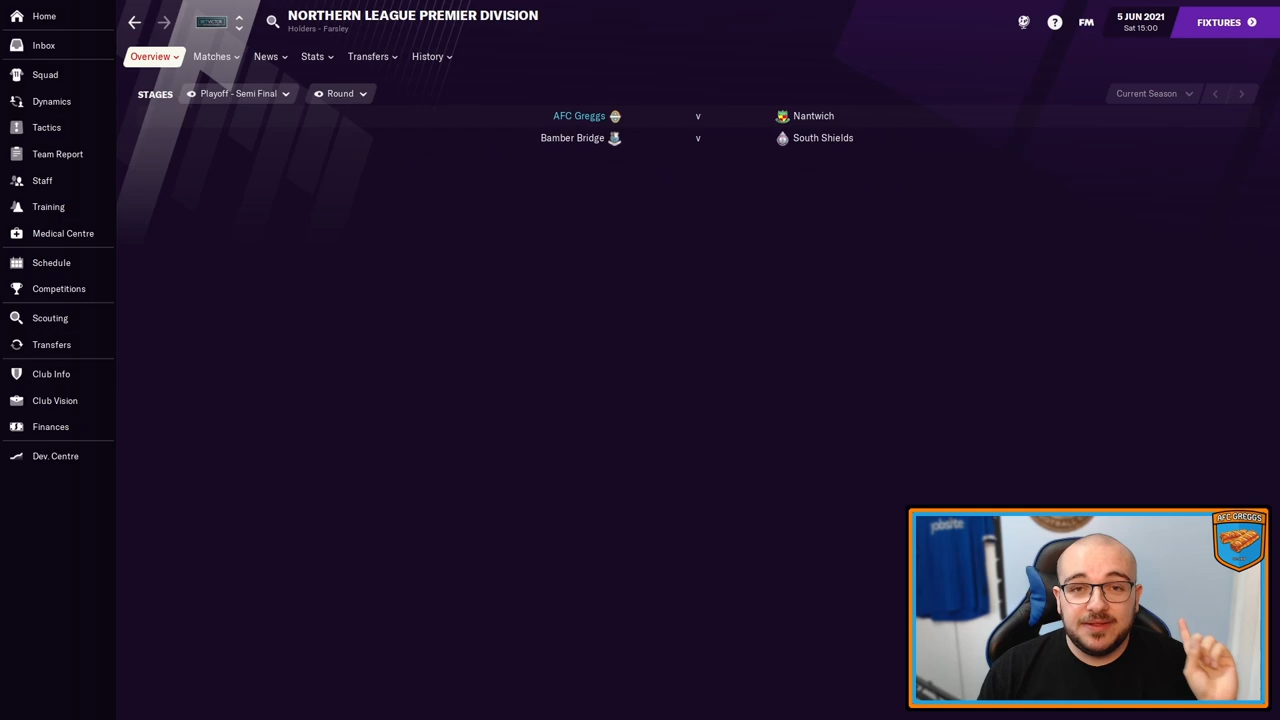 NORTHERN LEAGUE PREMIER DIVISION
Holders - Farsley
FM
5 JUN 2021
Sat 15:00
FIXTURES
Home
Inbox
Squad
Dynamics
Tactics
Team Report
Staff
Training
Medical Centre
Schedule
Competitions
Scouting
Transfers
Club Info
Club Vision
Finances
Dev. Centre
Overview
Matches
News
Stats
Transfers
History
STAGES
Playoff - Semi Final
Round
Current Season
AFC Greggs v Nantwich
Bamber Bridge v South Shields
jobsite
AFC GREGGS